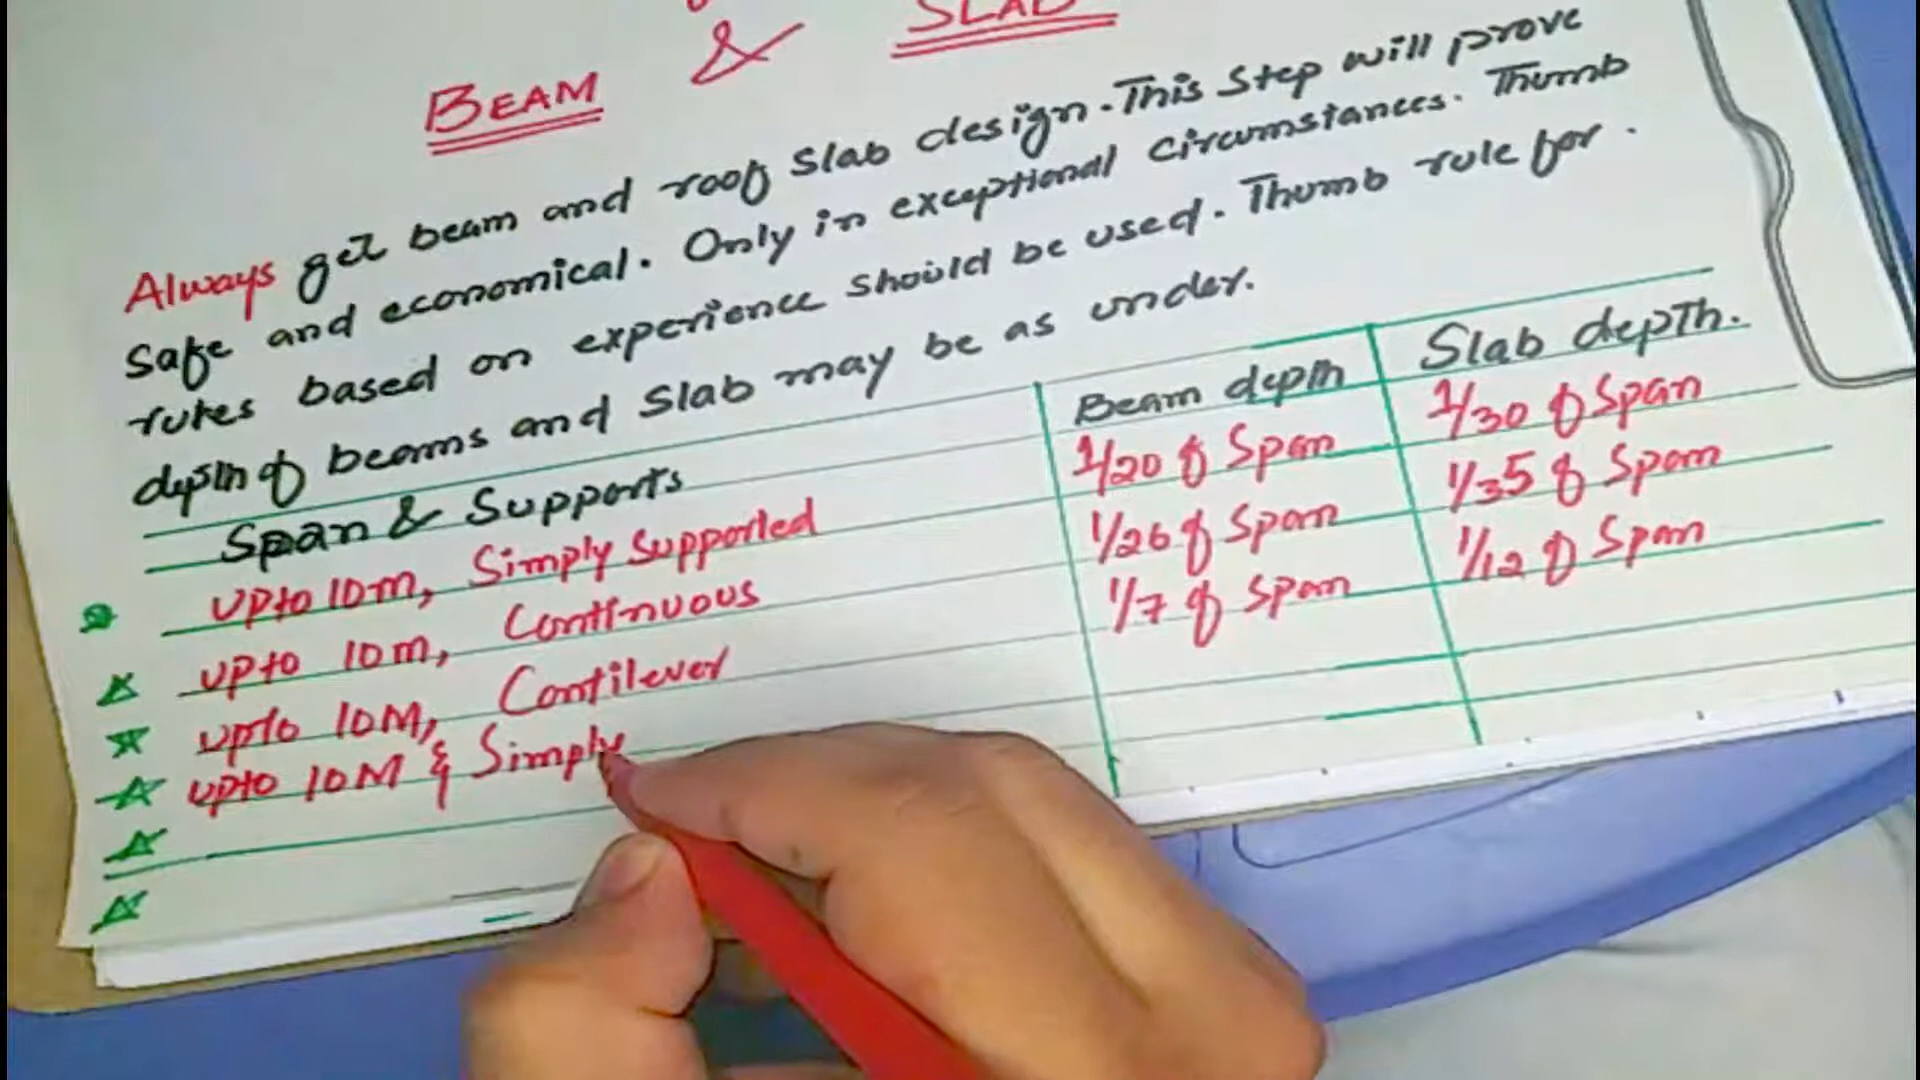 BEAM & SLAB
Always get beam and roof Slab design. This Step will prove
Safe and economical. Only in exceptional circumstances. Thumb
rules based on experience should be used. Thumb rule for.
depth of beams and Slab may be as under.
Span & Supports Beam depth Slab depth.
upto 10m, Simply Supported 1/20 of Span 1/30 of Span
upto 10m, Continuous 1/26 of Span 1/35 of Span
upto 10M, Cantilever 1/7 of Span 1/12 of Span
upto 10M & Simply